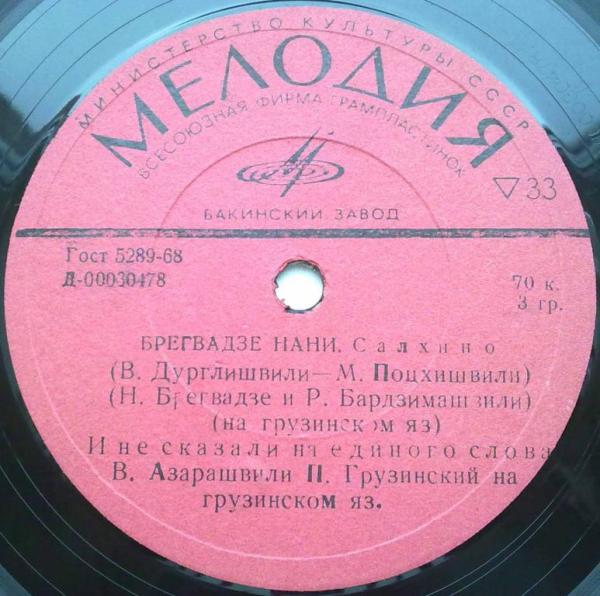 МИНИСТЕРСТВО КУЛЬТУРЫ СССР
МЕЛОДИЯ
ВСЕСОЮЗНАЯ ФИРМА ГРАМПЛАСТИНОК
▽33
БАКИНСКИЙ ЗАВОД
Гост 5289-68
Д-00030478
70 к.
3 гр.
БРЕГВАДЗЕ НАНИ. Салхино
(В. Дурглишвили—М. Поцхишвили)
(Н. Брегвадзе и Р. Бардзимашвили)
(на грузинском яз)
И не сказали ни единого слова
В. Азарашвили П. Грузинский на
грузинском яз.